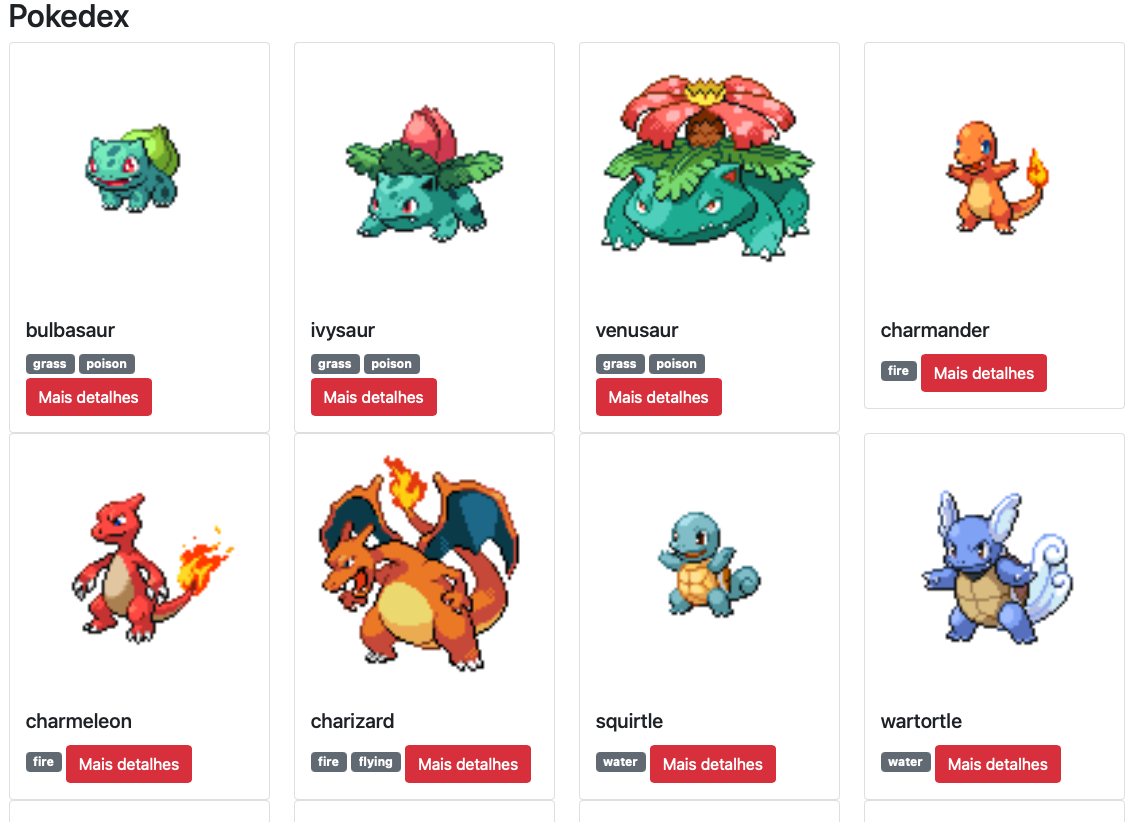 Pokedex
bulbasaur
grass poison
Mais detalhes
ivysaur
grass poison
Mais detalhes
venusaur
grass poison
Mais detalhes
charmander
fire Mais detalhes
charmeleon
fire Mais detalhes
charizard
fire flying Mais detalhes
squirtle
water Mais detalhes
wartortle
water Mais detalhes